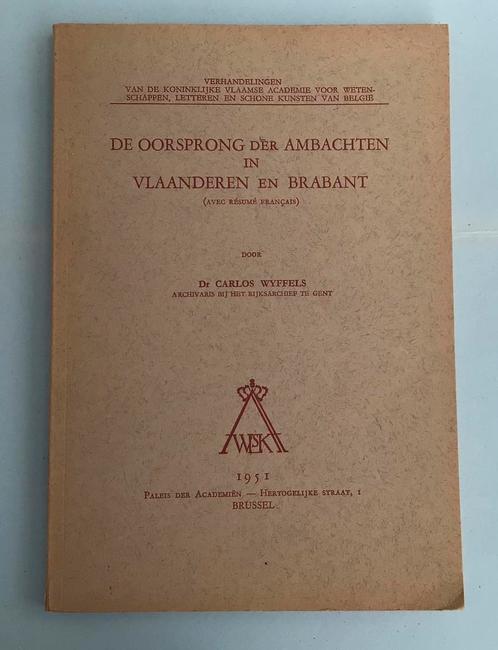 VERHANDELINGEN
VAN DE KONINKLIJKE VLAAMSE ACADEMIE VOOR WETEN-
SCHAPPEN, LETTEREN EN SCHONE KUNSTEN VAN BELGIË
DE OORSPRONG DER AMBACHTEN
IN
VLAANDEREN EN BRABANT
(AVEC RÉSUMÉ FRANÇAIS)
DOOR
Dr CARLOS WYFFELS
ARCHIVARIS BIJ HET RIJKSARCHIEF TE GENT
AWLSK
1951
PALEIS DER ACADEMIËN — HERTOGELIJKE STRAAT, 1
BRUSSEL